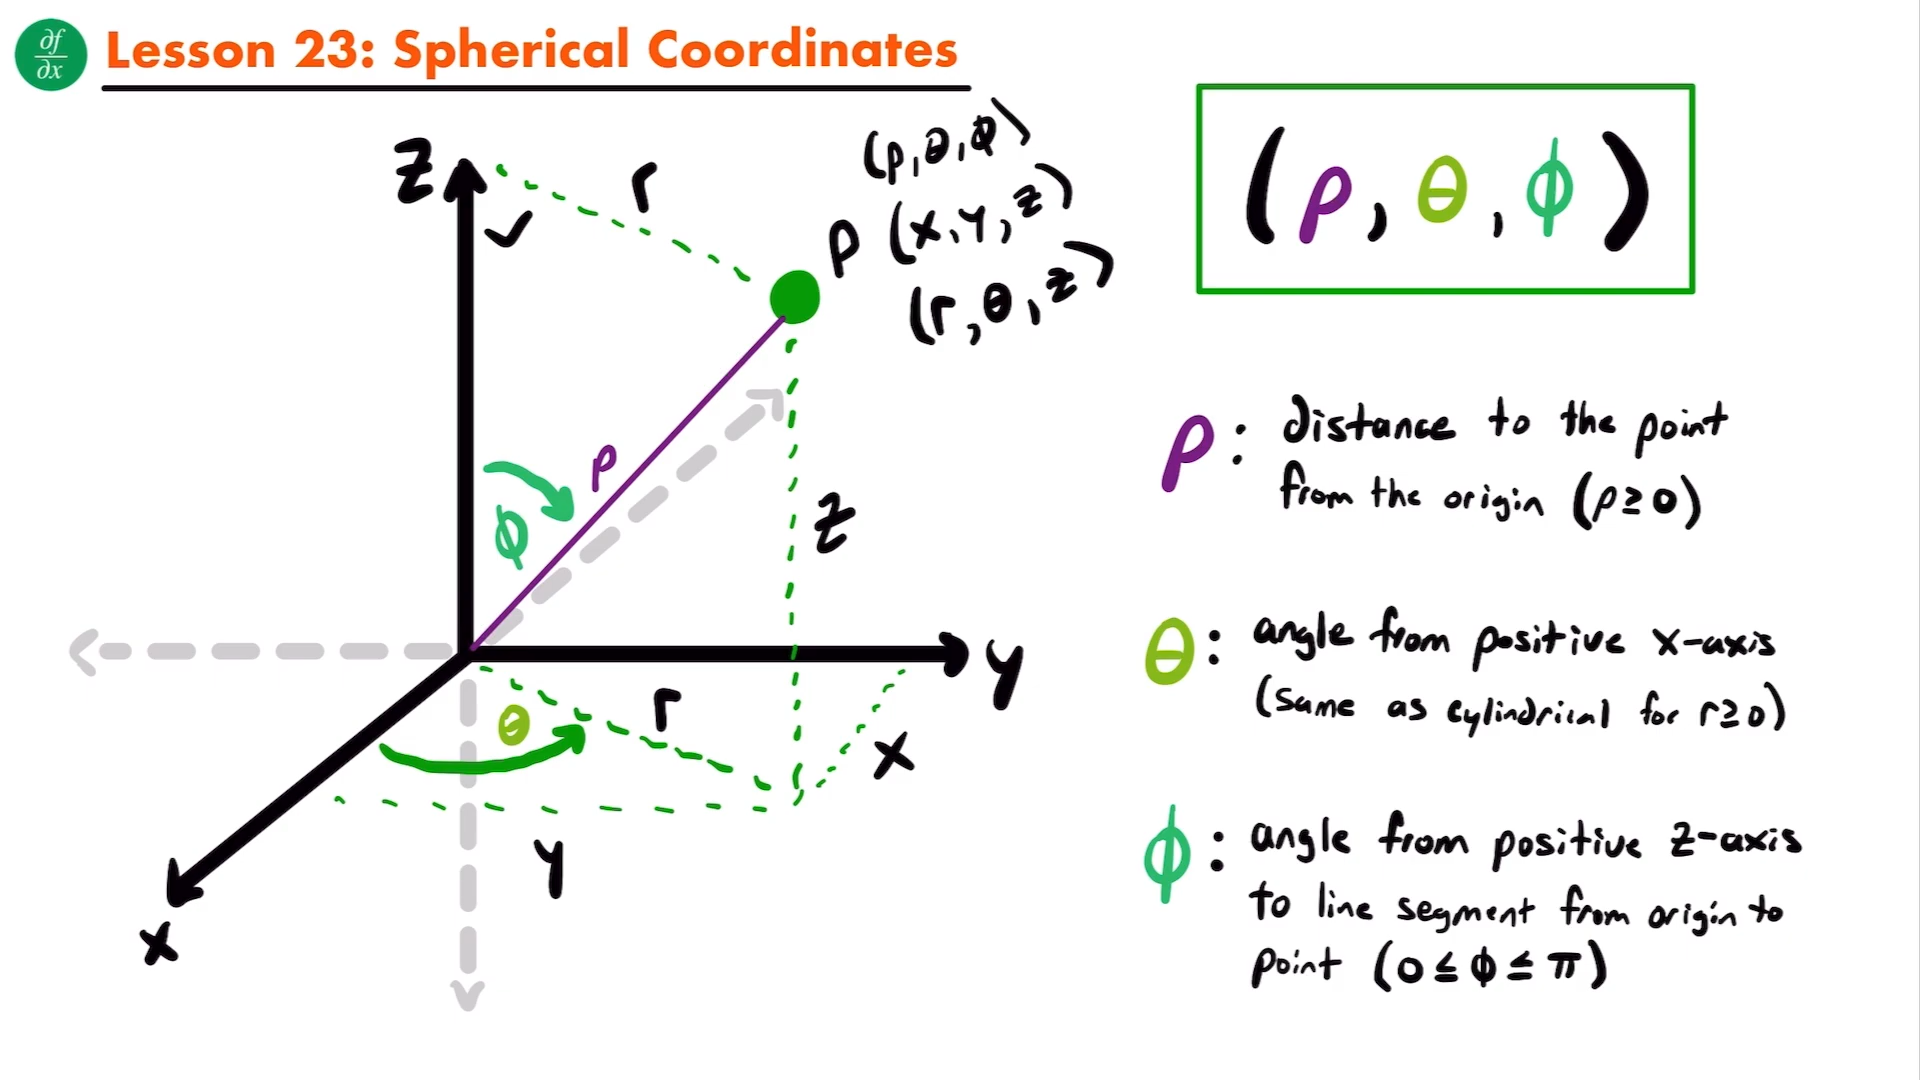 ∂f
∂x
Lesson 23: Spherical Coordinates
(ρ,θ,ϕ)
P (x,y,z)
(r,θ,z)
z
r
ρ
ϕ
z
y
θ
r
x
y
x
(ρ,θ,ϕ)
ρ: distance to the point
from the origin (ρ≥0)
θ: angle from positive x-axis
(same as cylindrical for r≥0)
ϕ: angle from positive z-axis
to line segment from origin to
point (0≤ϕ≤π)